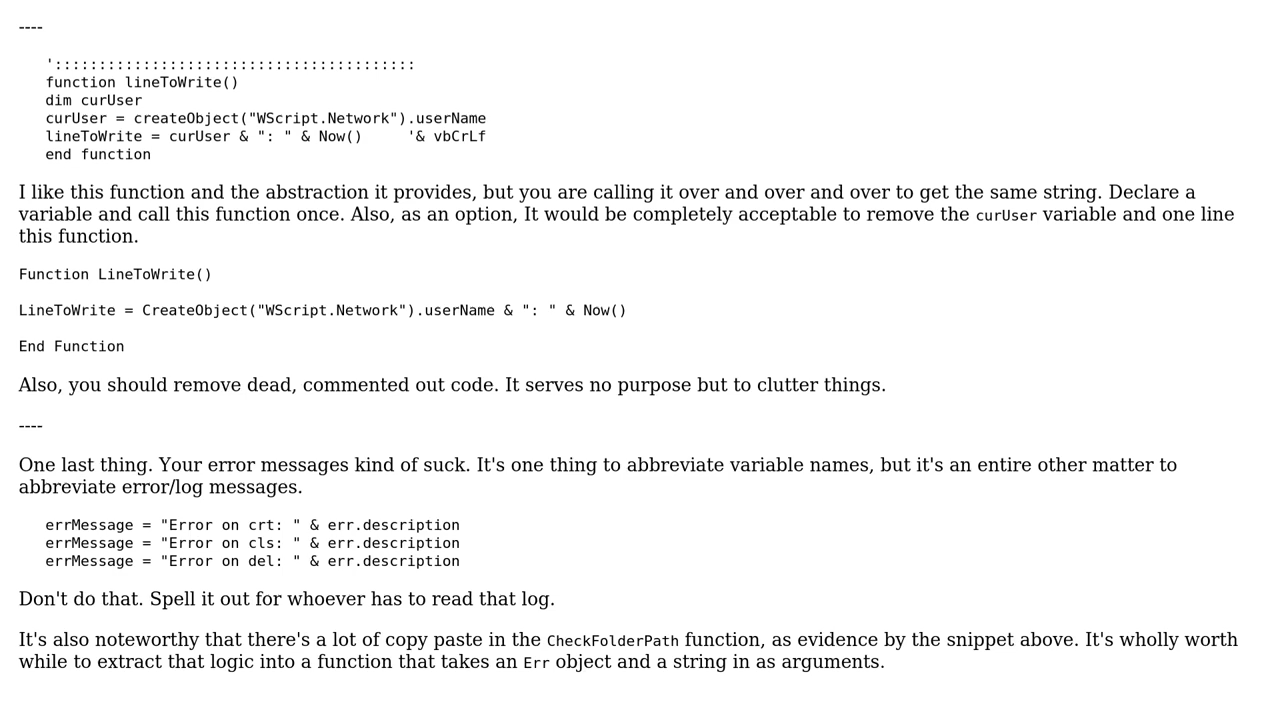 ----
':::::::::::::::::::::::::::::::::::::::::
function lineToWrite()
dim curUser
curUser = createObject("WScript.Network").userName
lineToWrite = curUser & ": " & Now()     '& vbCrLf
end function
I like this function and the abstraction it provides, but you are calling it over and over and over to get the same string. Declare a
variable and call this function once. Also, as an option, It would be completely acceptable to remove the curUser variable and one line
this function.
Function LineToWrite()
LineToWrite = CreateObject("WScript.Network").userName & ": " & Now()
End Function
Also, you should remove dead, commented out code. It serves no purpose but to clutter things.
----
One last thing. Your error messages kind of suck. It's one thing to abbreviate variable names, but it's an entire other matter to
abbreviate error/log messages.
errMessage = "Error on crt: " & err.description
errMessage = "Error on cls: " & err.description
errMessage = "Error on del: " & err.description
Don't do that. Spell it out for whoever has to read that log.
It's also noteworthy that there's a lot of copy paste in the CheckFolderPath function, as evidence by the snippet above. It's wholly worth
while to extract that logic into a function that takes an Err object and a string in as arguments.